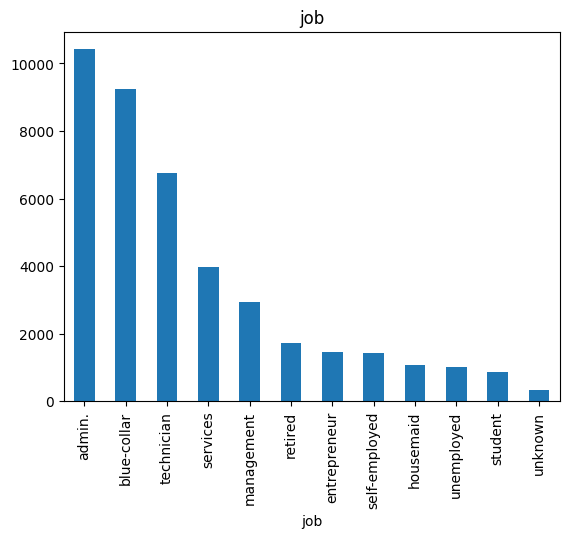 job
10000
8000
6000
4000
2000
0
admin.
blue-collar
technician
services
management
retired
entrepreneur
self-employed
housemaid
unemployed
student
unknown
job